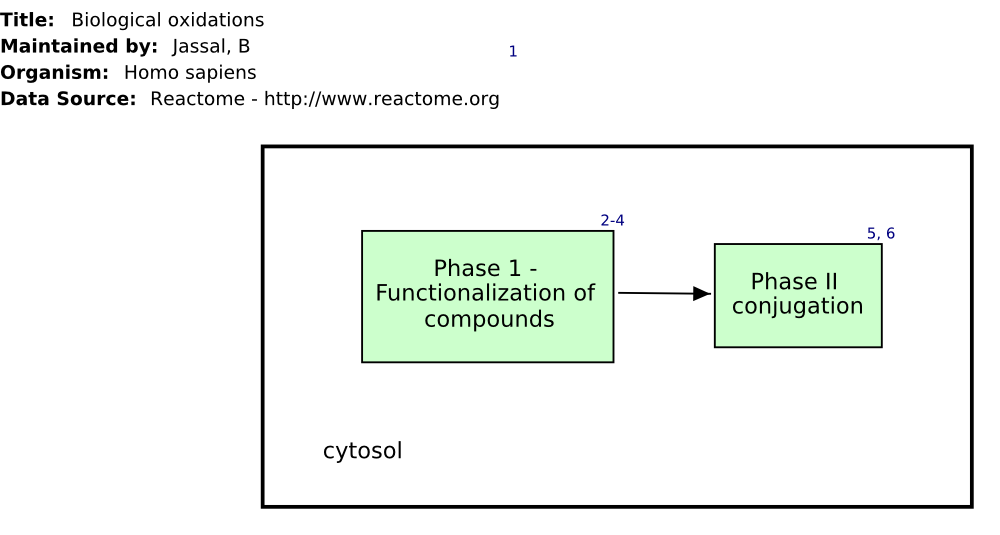 Title: Biological oxidations
Maintained by: Jassal, B
1
Organism: Homo sapiens
Data Source: Reactome - http://www.reactome.org
2-4
5, 6
Phase 1 -
Functionalization of
compounds
Phase II
conjugation
cytosol